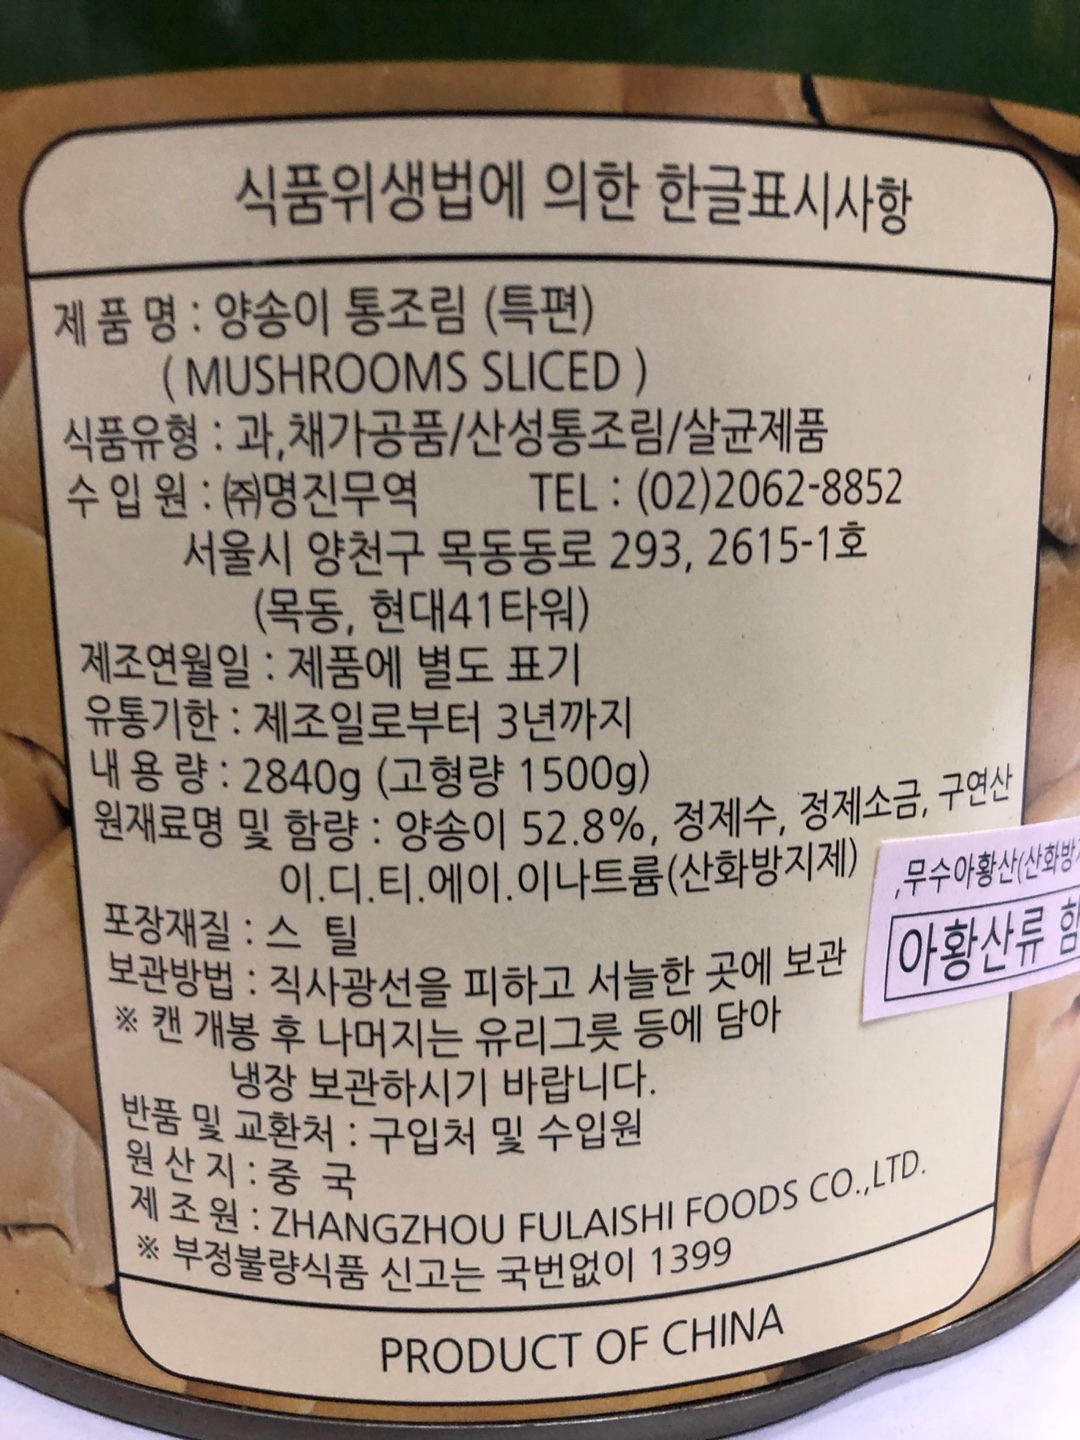 식품위생법에 의한 한글표시사항
제 품 명 : 양송이 통조림 (특편)
( MUSHROOMS SLICED )
식품유형 : 과,채가공품/산성통조림/살균제품
수 입 원 : ㈜명진무역 TEL : (02)2062-8852
서울시 양천구 목동동로 293, 2615-1호
(목동, 현대41타워)
제조연월일 : 제품에 별도 표기
유통기한 : 제조일로부터 3년까지
내 용 량 : 2840g (고형량 1500g)
원재료명 및 함량 : 양송이 52.8%, 정제수, 정제소금, 구연산
이.디.티.에이.이나트륨(산화방지제)
,무수아황산(산화방
아황산류 함
포장재질 : 스 틸
보관방법 : 직사광선을 피하고 서늘한 곳에 보관
※ 캔 개봉 후 나머지는 유리그릇 등에 담아
냉장 보관하시기 바랍니다.
반품 및 교환처 : 구입처 및 수입원
원 산 지 : 중 국
제 조 원 : ZHANGZHOU FULAISHI FOODS CO.,LTD.
※ 부정불량식품 신고는 국번없이 1399
PRODUCT OF CHINA